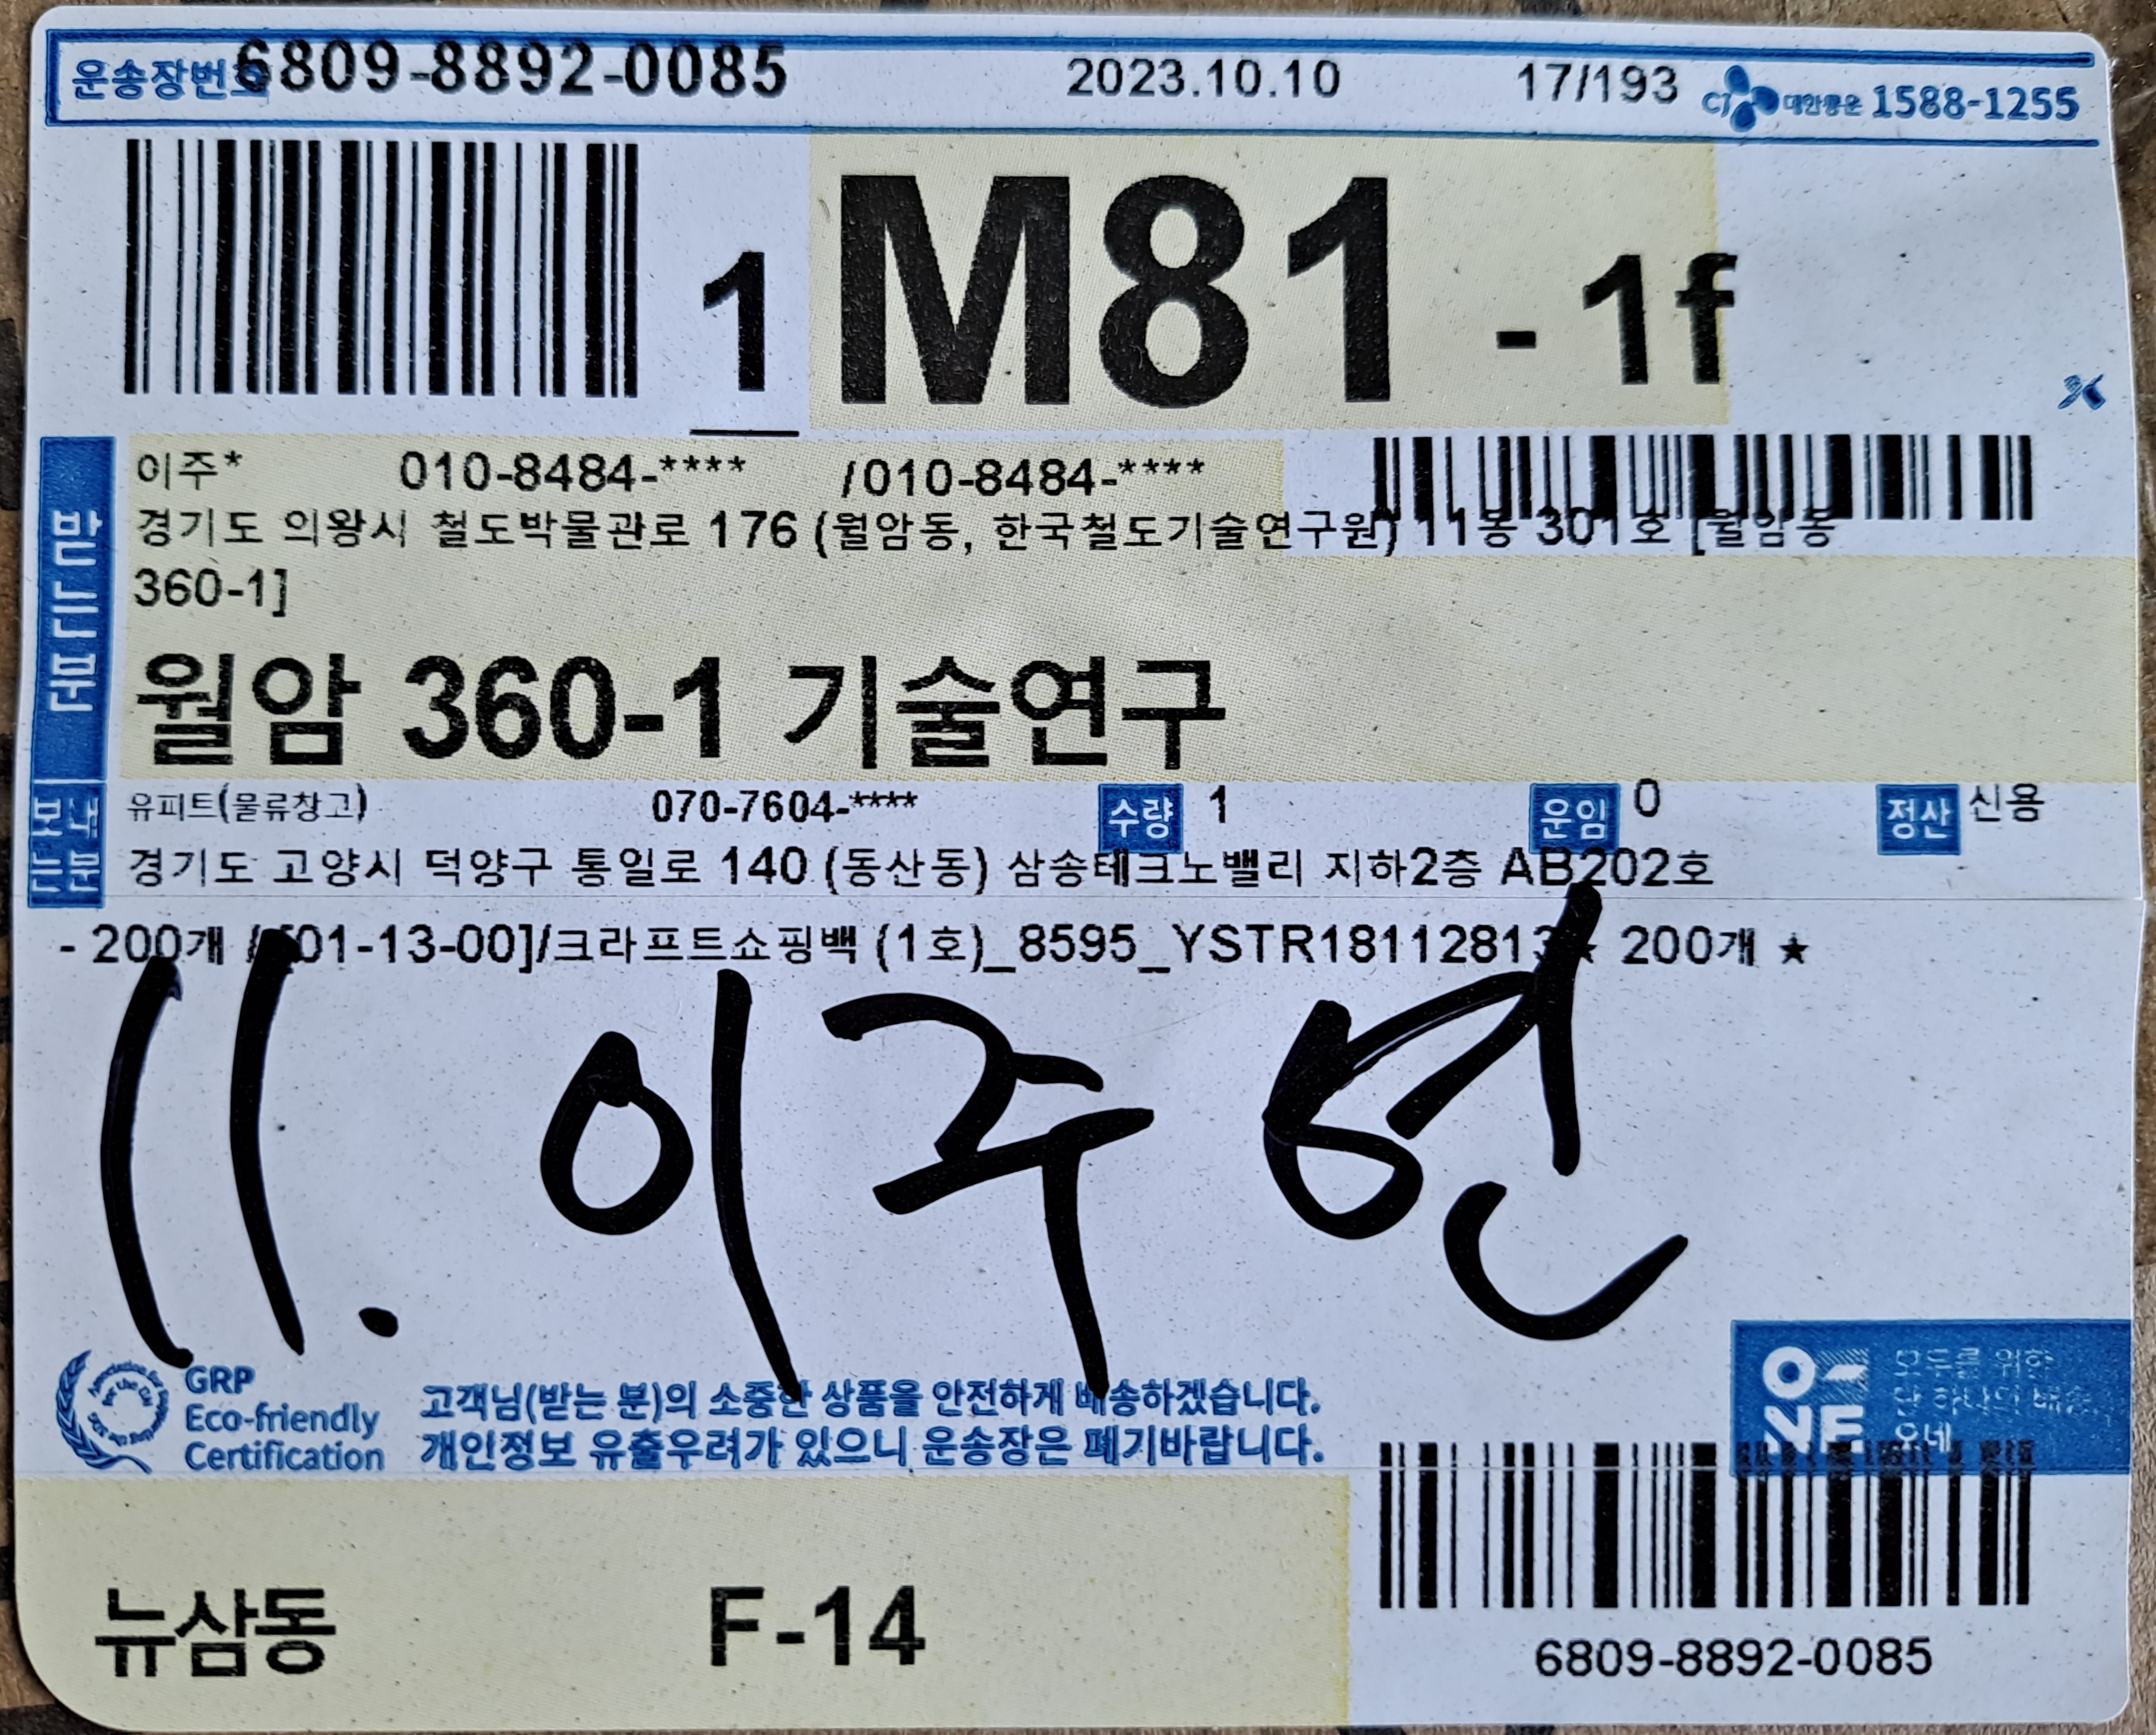 운송장번호 6809-8892-0085 2023.10.10 17/193 CJ 대한통운 1588-1255
1 M81 - 1f
이주* 010-8484-**** /010-8484-****
받는분
경기도 의왕시 철도박물관로 176 (월암동, 한국철도기술연구원) 11동 301호 [월암동
360-1]
월암 360-1 기술연구
보내는분
유피트(물류창고) 070-7604-**** 수량 1 운임 0 정산 신용
경기도 고양시 덕양구 통일로 140 (동산동) 삼송테크노밸리 지하2층 AB202호
- 200개 / [01-13-00]/크라프트쇼핑백 (1호)_8595_YSTR18112813 ★ 200개 ★
11. 이주연
GRP
Eco-friendly
Certification
고객님(받는 분)의 소중한 상품을 안전하게 배송하겠습니다.
개인정보 유출우려가 있으니 운송장은 폐기바랍니다.
오네
모두를 위한
단 하나의 배송,
오네
뉴삼동 F-14
6809-8892-0085